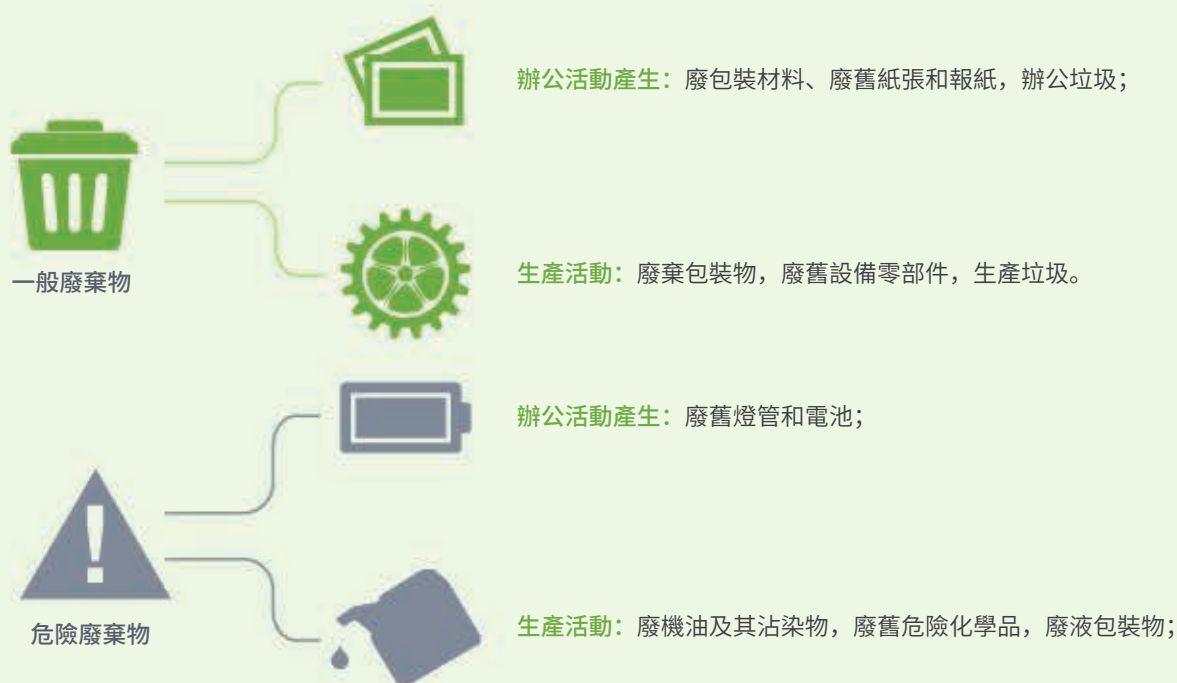 辦公活動產生：廢包裝材料、廢舊紙張和報紙，辦公垃圾；
一般廢棄物
生產活動：廢棄包裝物，廢舊設備零部件，生產垃圾。
辦公活動產生：廢舊燈管和電池；
危險廢棄物
生產活動：廢機油及其沾染物，廢舊危險化學品，廢液包裝物；